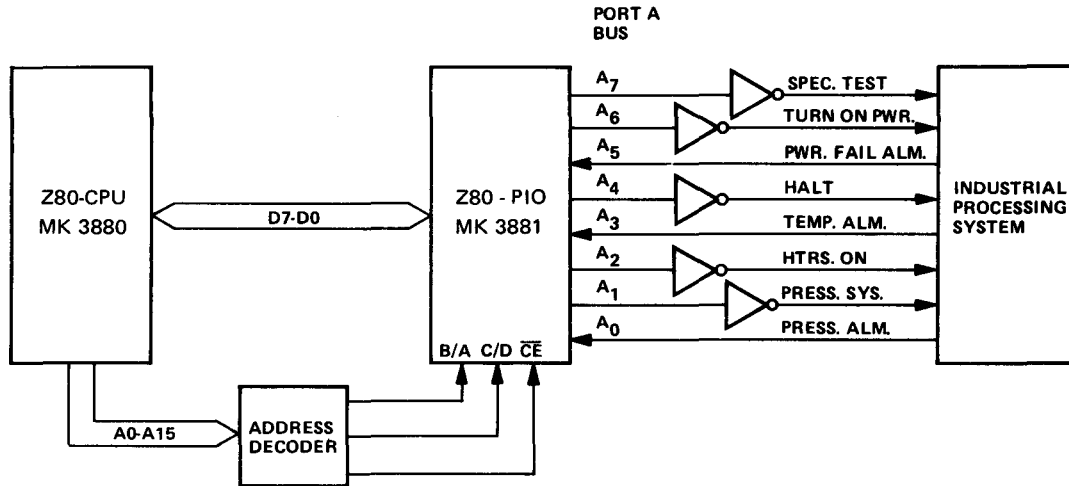 PORT A
BUS
Z80-CPU
MK 3880
D7-D0
Z80 - PIO
MK 3881
B/A C/D C̅E̅
A7
A6
A5
A4
A3
A2
A1
A0
SPEC. TEST
TURN ON PWR.
PWR. FAIL ALM.
HALT
TEMP. ALM.
HTRS. ON
PRESS. SYS.
PRESS. ALM.
INDUSTRIAL
PROCESSING
SYSTEM
A0-A15
ADDRESS
DECODER